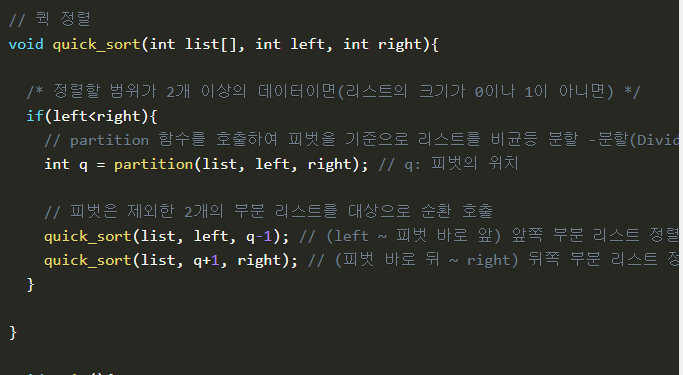 // 퀵 정렬
void quick_sort(int list[], int left, int right){
/* 정렬할 범위가 2개 이상의 데이터이면(리스트의 크기가 0이나 1이 아니면) */
if(left<right){
// partition 함수를 호출하여 피벗을 기준으로 리스트를 비균등 분할 -분할(Divid
int q = partition(list, left, right); // q: 피벗의 위치
// 피벗은 제외한 2개의 부분 리스트를 대상으로 순환 호출
quick_sort(list, left, q-1); // (left ~ 피벗 바로 앞) 앞쪽 부분 리스트 정렬
quick_sort(list, q+1, right); // (피벗 바로 뒤 ~ right) 뒤쪽 부분 리스트 정
}
}